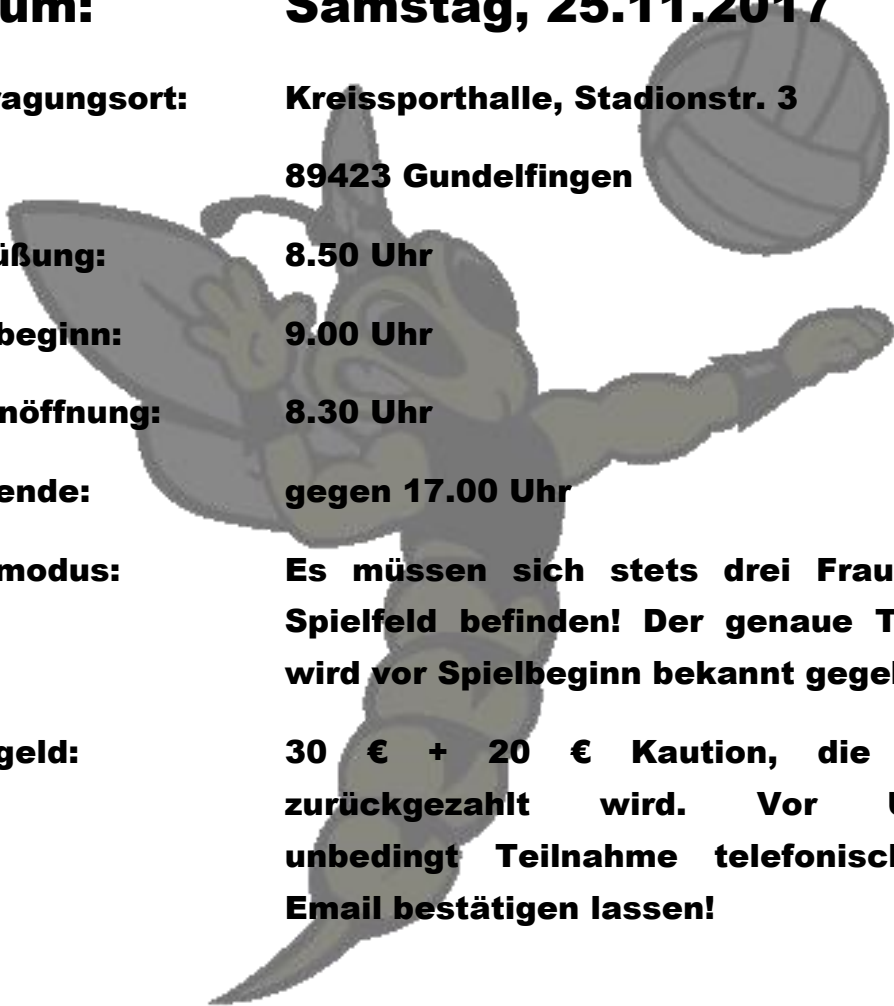 um: Samstag, 25.11.2017
agungsort: Kreissporthalle, Stadionstr. 3
89423 Gundelfingen
üßung: 8.50 Uhr
beginn: 9.00 Uhr
nöffnung: 8.30 Uhr
ende: gegen 17.00 Uhr
modus: Es müssen sich stets drei Frau
Spielfeld befinden! Der genaue T
wird vor Spielbeginn bekannt gege
geld: 30 € + 20 € Kaution, die
zurückgezahlt wird. Vor U
unbedingt Teilnahme telefonisch
Email bestätigen lassen!